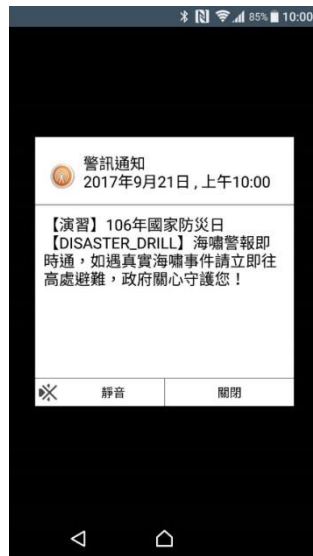 85% 10:00
警訊通知
2017年9月21日 , 上午10:00
【演習】106年國家防災日
【DISASTER_DRILL】海嘯警報即
時通，如遇真實海嘯事件請立即往
高處避難，政府關心守護您！
靜音 關閉